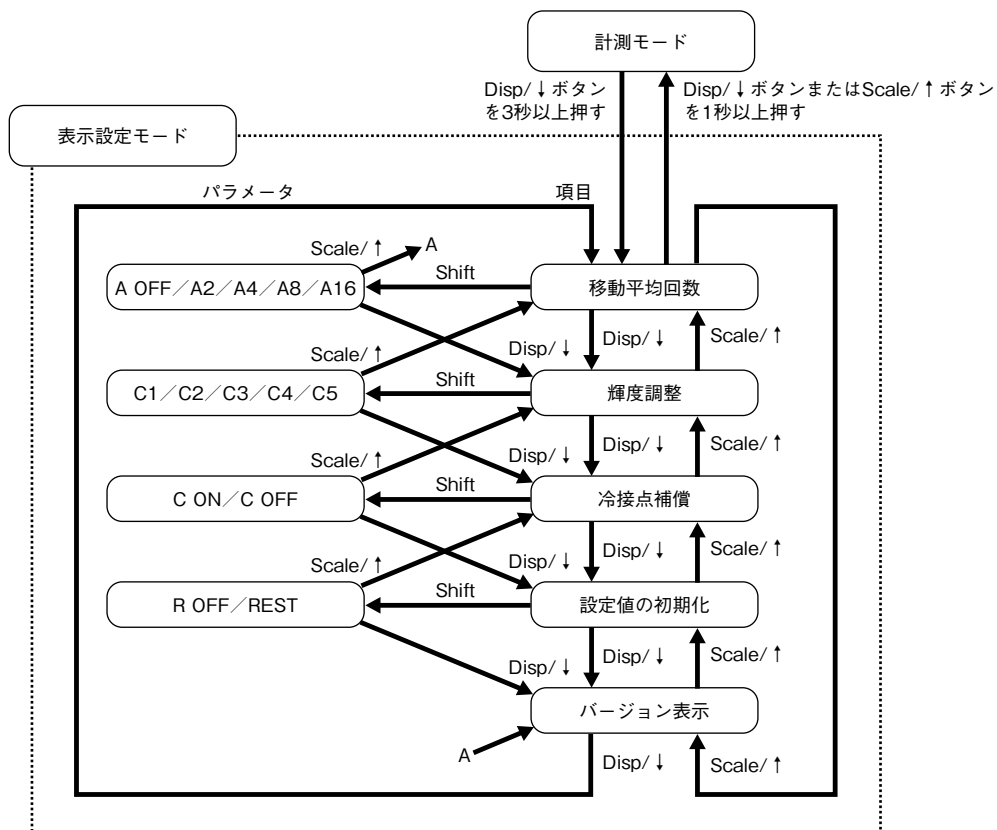 計測モード
Disp/↓ボタン
を3秒以上押す
Disp/↓ボタンまたはScale/↑ボタン
を1秒以上押す
表示設定モード
パラメータ
項目
Scale/↑
A
Shift
A OFF／A2／A4／A8／A16
移動平均回数
Disp/↓
Disp/↓
Scale/↑
Scale/↑
Shift
C1／C2／C3／C4／C5
輝度調整
Disp/↓
Disp/↓
Scale/↑
Scale/↑
Shift
C ON／C OFF
冷接点補償
Disp/↓
Disp/↓
Scale/↑
Scale/↑
Shift
R OFF／REST
設定値の初期化
Disp/↓
Disp/↓
Scale/↑
バージョン表示
A
Disp/↓
Scale/↑